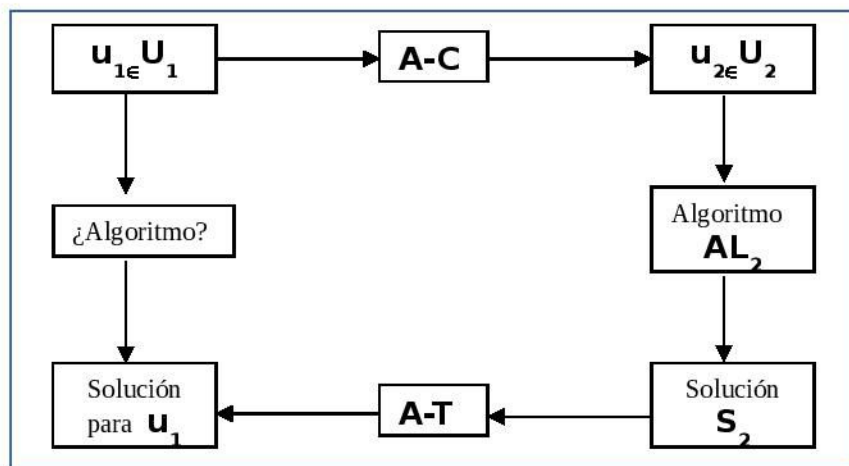 u₁∈U₁
A-C
u₂∈U₂
¿Algoritmo?
Algoritmo
AL₂
Solución
para u₁
A-T
Solución
S₂